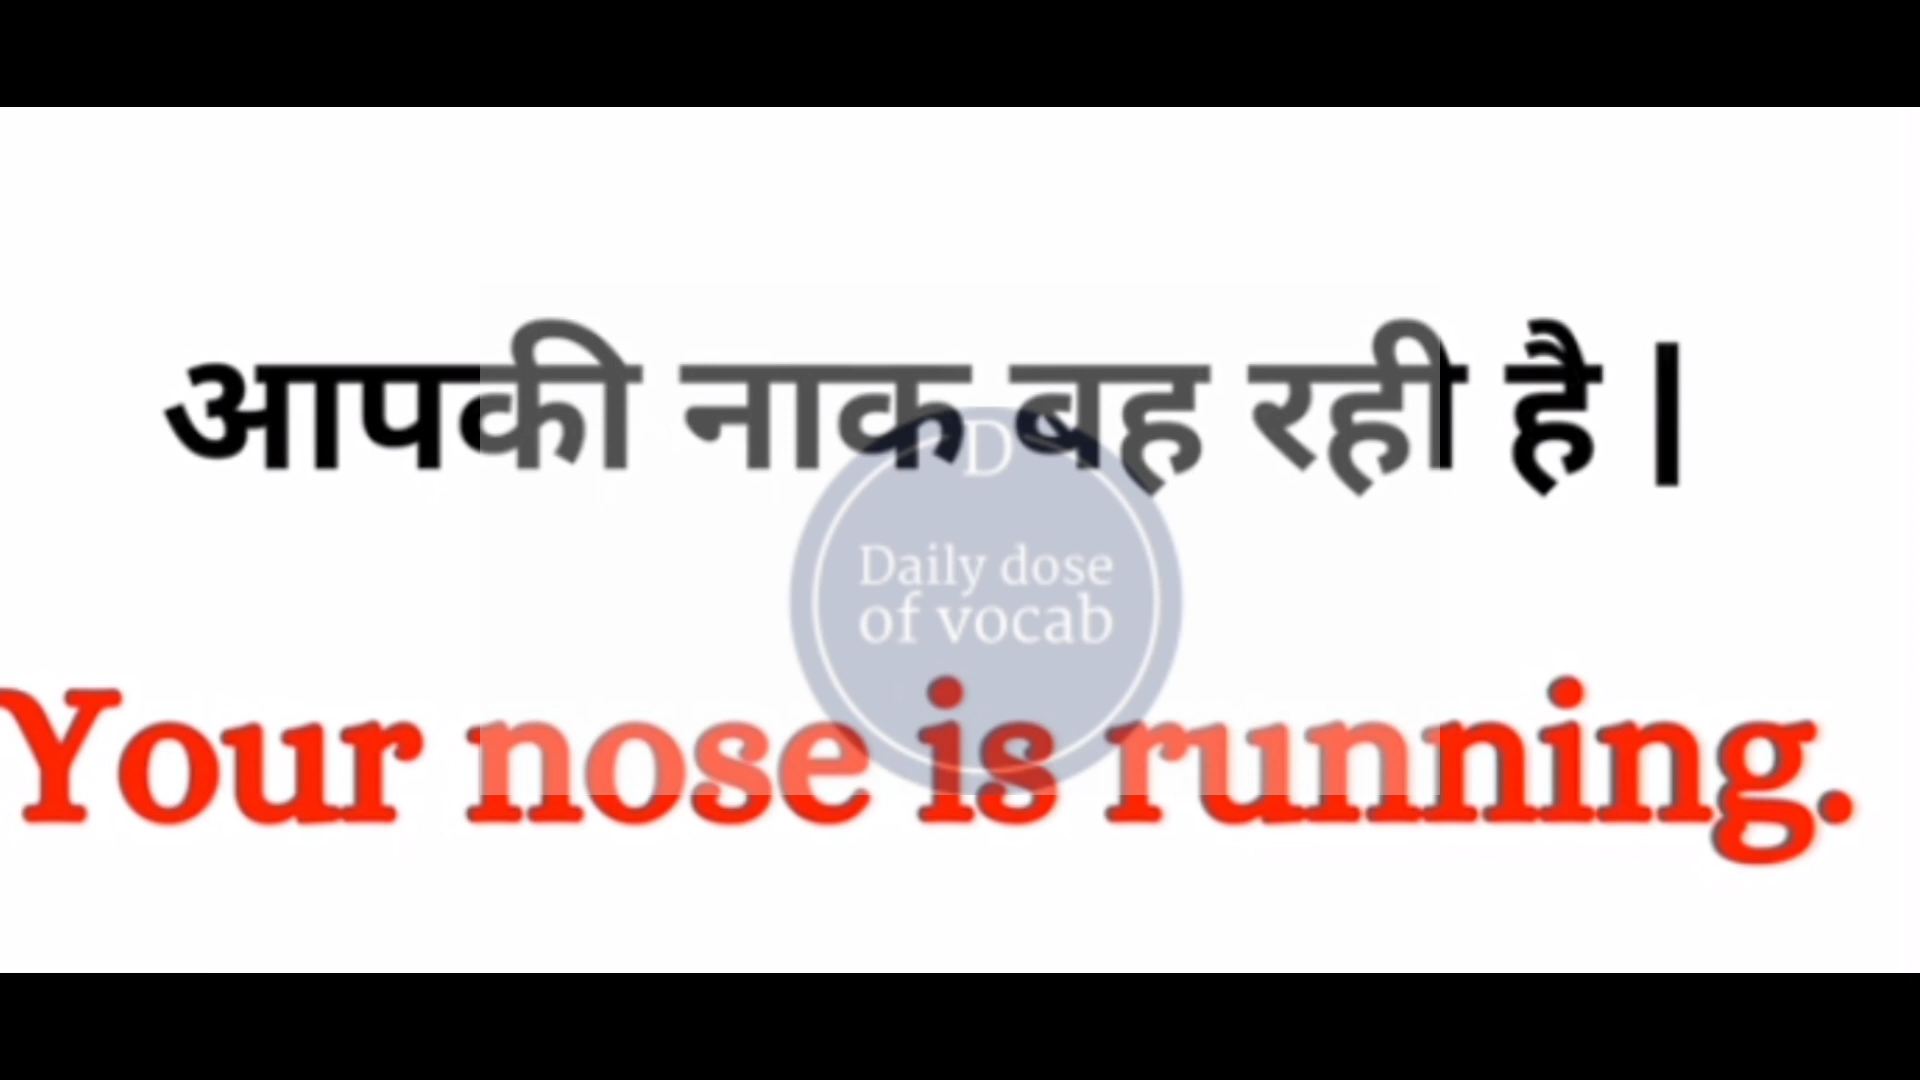 आपकी नाक बह रही है |
D
Daily dose
of vocab
Your nose is running.